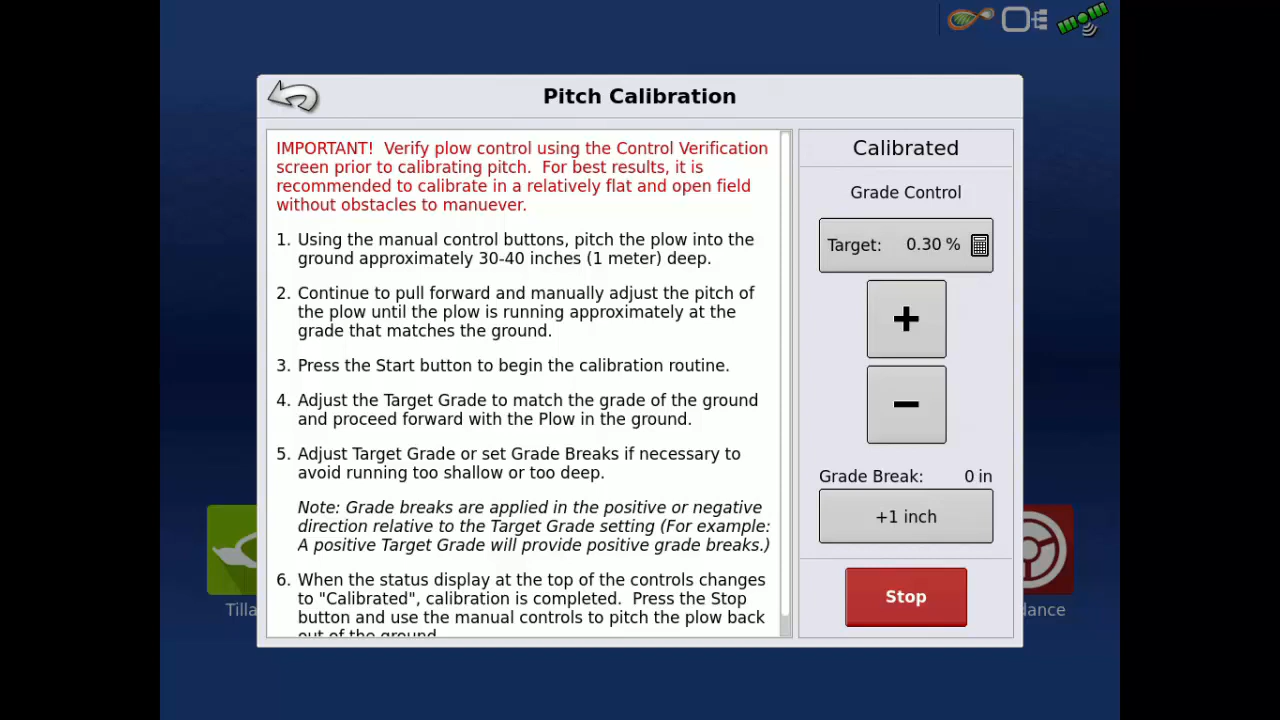 Pitch Calibration
IMPORTANT!  Verify plow control using the Control Verification
screen prior to calibrating pitch.  For best results, it is
recommended to calibrate in a relatively flat and open field
without obstacles to manuever.
1. Using the manual control buttons, pitch the plow into the
ground approximately 30-40 inches (1 meter) deep.
2. Continue to pull forward and manually adjust the pitch of
the plow until the plow is running approximately at the
grade that matches the ground.
3. Press the Start button to begin the calibration routine.
4. Adjust the Target Grade to match the grade of the ground
and proceed forward with the Plow in the ground.
5. Adjust Target Grade or set Grade Breaks if necessary to
avoid running too shallow or too deep.
Note: Grade breaks are applied in the positive or negative
direction relative to the Target Grade setting (For example:
A positive Target Grade will provide positive grade breaks.)
6. When the status display at the top of the controls changes
to "Calibrated", calibration is completed.  Press the Stop
button and use the manual controls to pitch the plow back
out of the ground
Calibrated
Grade Control
Target: 0.30 %
+
−
Grade Break: 0 in
+1 inch
Stop
Tilla
dance